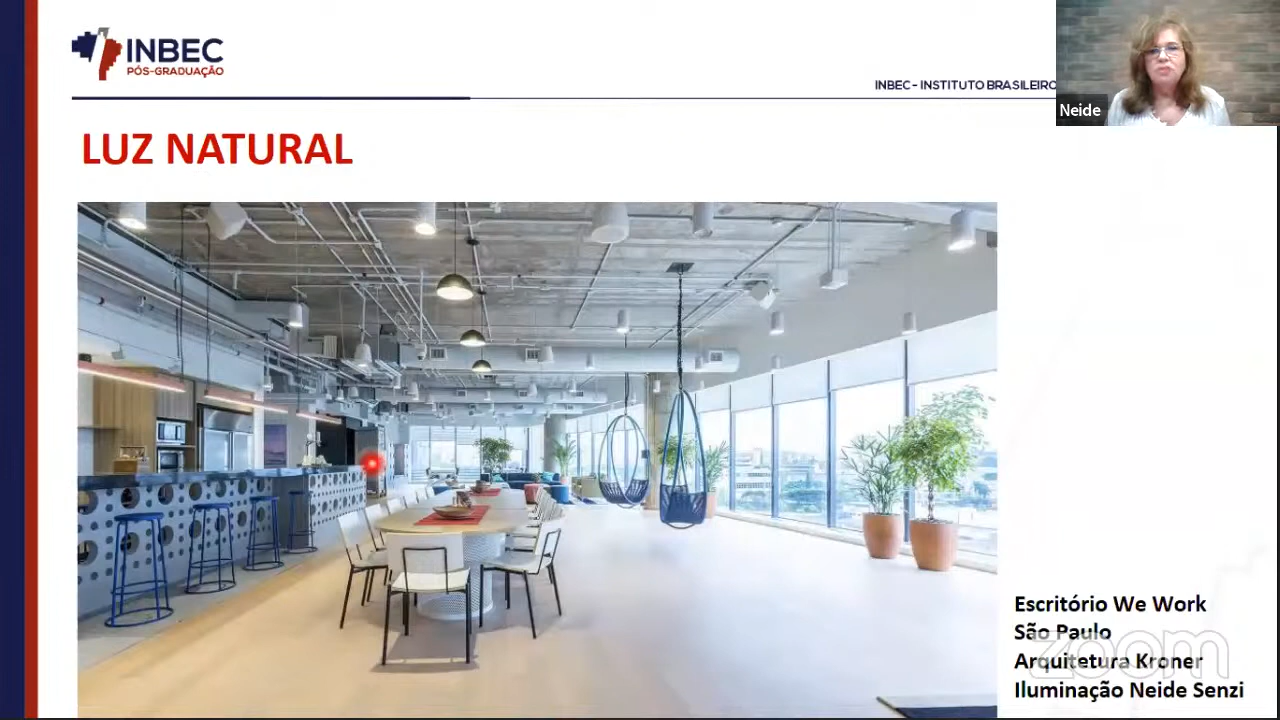 INBEC
PÓS-GRADUAÇÃO
INBEC - INSTITUTO BRASILEIRO
Neide
LUZ NATURAL
Escritório We Work
São Paulo
Arquitetura Kroner
Iluminação Neide Senzi
zoom